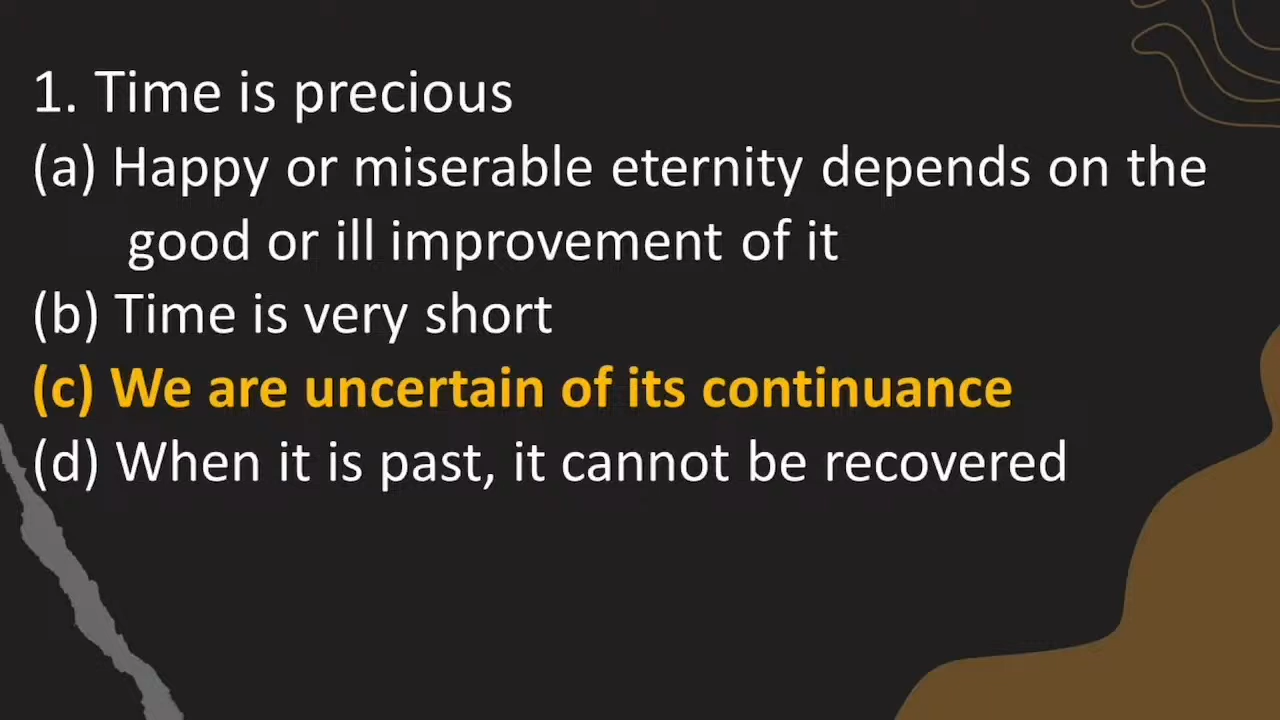 1. Time is precious
(a) Happy or miserable eternity depends on the
good or ill improvement of it
(b) Time is very short
(c) We are uncertain of its continuance
(d) When it is past, it cannot be recovered